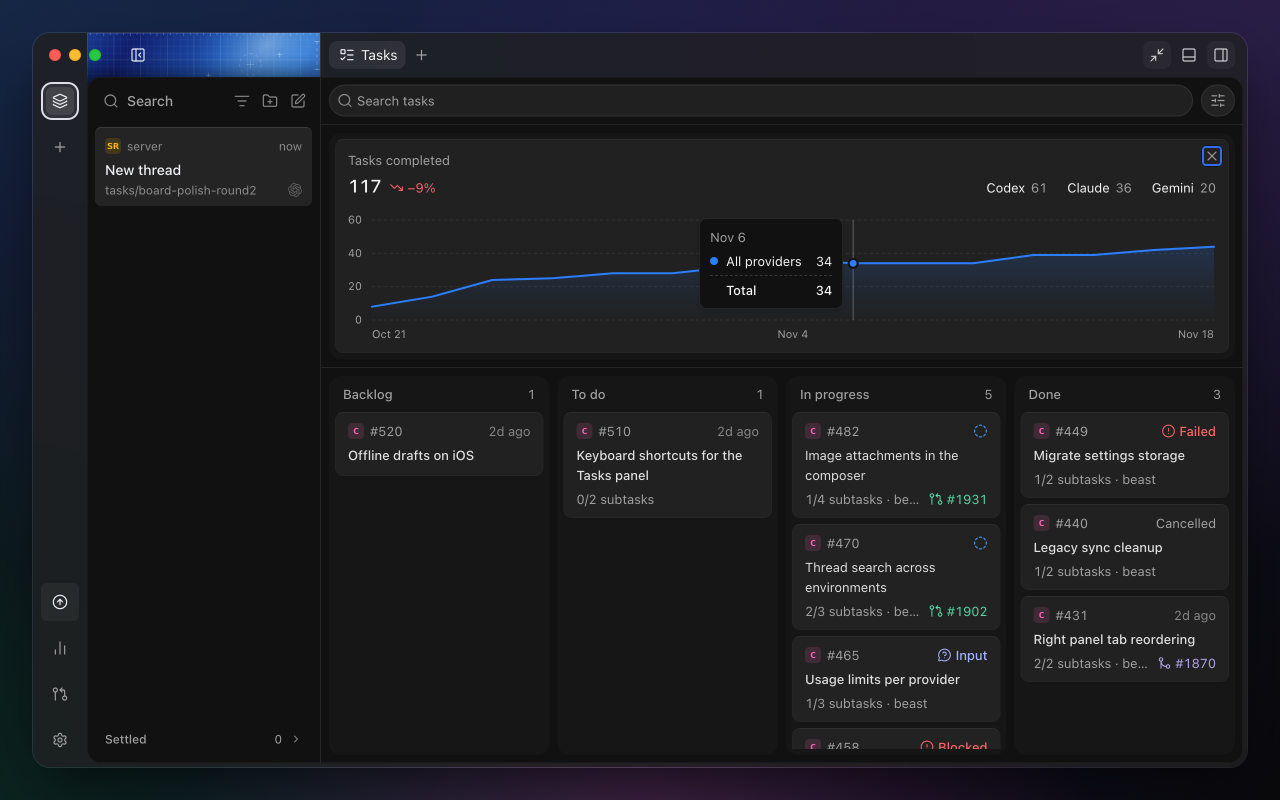 Tasks
Search
Search tasks
SR server now
New thread
tasks/board-polish-round2
Settled 0
Tasks completed
117 −9%
Codex 61 Claude 36 Gemini 20
60
40
20
0
Nov 6
All providers 34
Total 34
Oct 21 Nov 4 Nov 18
Backlog 1
C #520 2d ago
Offline drafts on iOS
To do 1
C #510 2d ago
Keyboard shortcuts for the
Tasks panel
0/2 subtasks
In progress 5
C #482
Image attachments in the
composer
1/4 subtasks · be... #1931
C #470
Thread search across
environments
2/3 subtasks · be... #1902
C #465 Input
Usage limits per provider
1/3 subtasks · beast
C #458 Blocked
Done 3
C #449 Failed
Migrate settings storage
1/2 subtasks · beast
C #440 Cancelled
Legacy sync cleanup
1/2 subtasks · beast
C #431 2d ago
Right panel tab reordering
2/2 subtasks · be... #1870